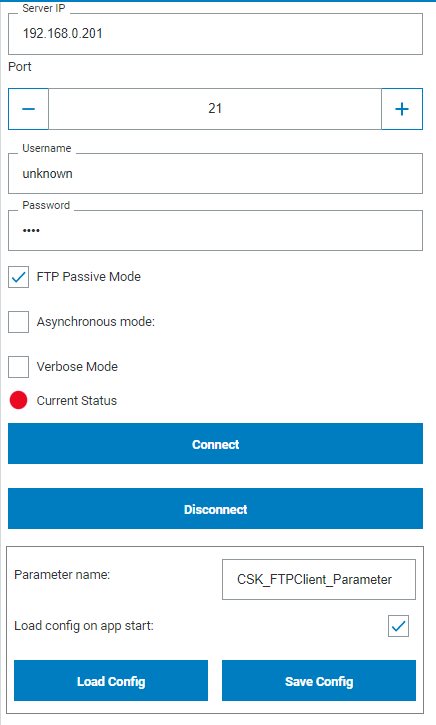 Server IP
192.168.0.201
Port
21
Username
unknown
Password
••••
FTP Passive Mode
Asynchronous mode:
Verbose Mode
Current Status
Connect
Disconnect
Parameter name:
CSK_FTPClient_Parameter
Load config on app start:
Load Config
Save Config